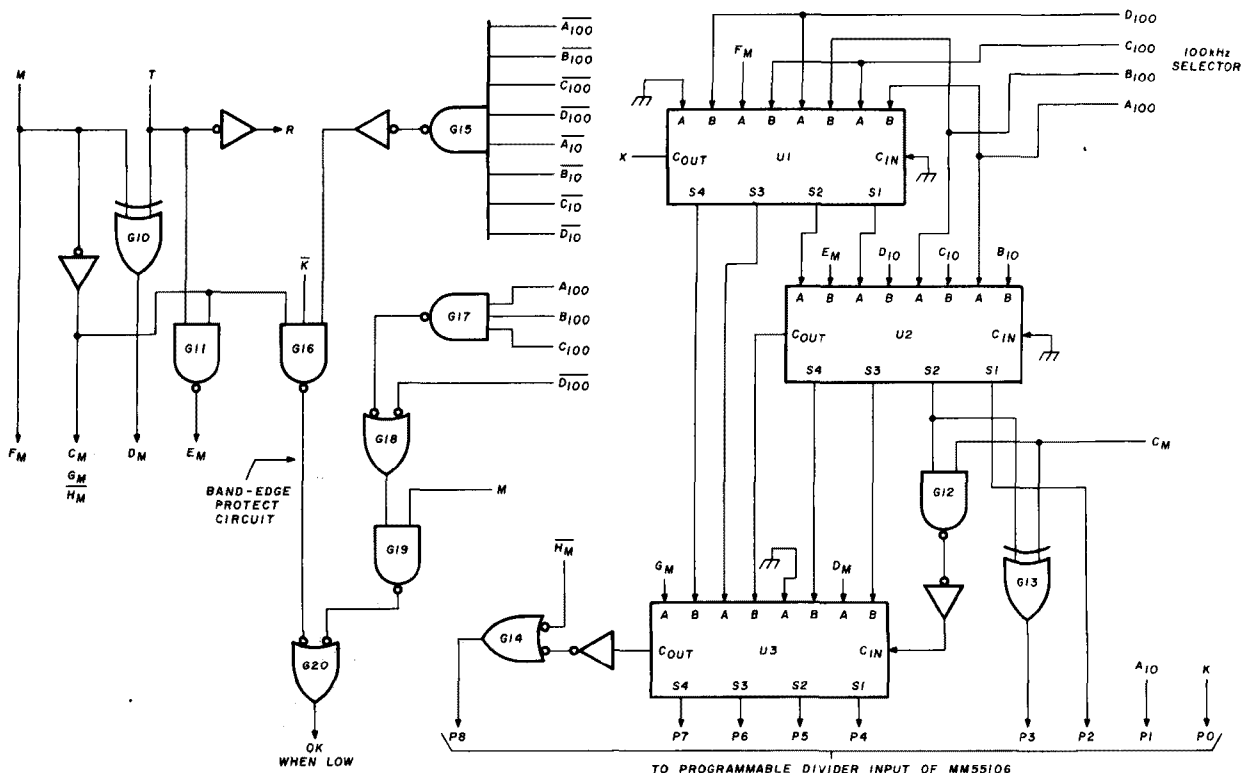 M
T
R
G10
G11
G15
G16
K̅
A̅100
B̅100
C̅100
D̅100
A̅10
B̅10
C̅10
D̅10
G17
A100
B100
C100
D̅100
G18
G19
M
G20
FM
CM
GM
H̅M
DM
EM
BAND-EDGE
PROTECT
CIRCUIT
OK
WHEN LOW
D100
C100
B100
A100
100kHz
SELECTOR
FM
A B A B A B A B
X
COUT U1 CIN
S4 S3 S2 S1
EM D10 C10 B10
A B A B A B A B
COUT U2 CIN
S4 S3 S2 S1
CM
G12
G13
H̅M
G14
GM DM
A B A B A B A B
COUT U3 CIN
S4 S3 S2 S1
A10 K
P8 P7 P6 P5 P4 P3 P2 P1 P0
TO PROGRAMMABLE DIVIDER INPUT OF MM55106